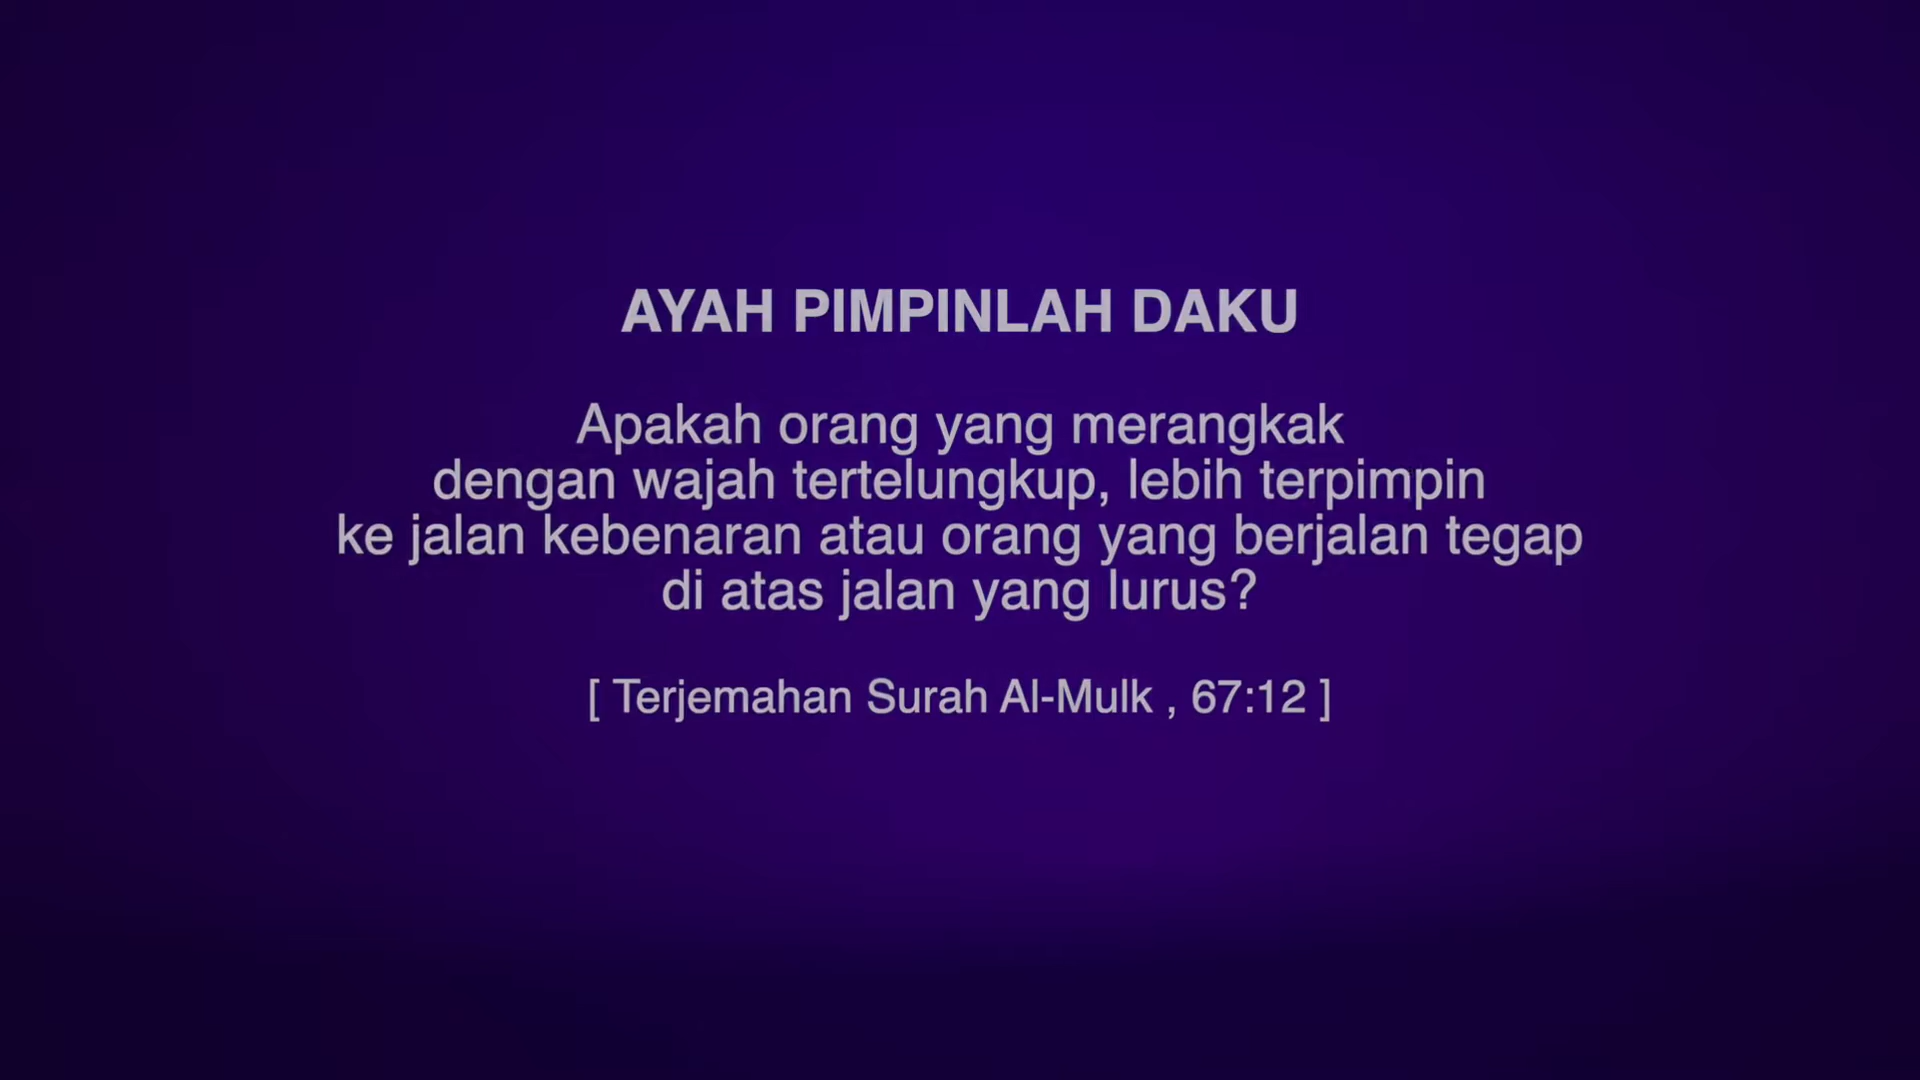 AYAH PIMPINLAH DAKU
Apakah orang yang merangkak
dengan wajah tertelungkup, lebih terpimpin
ke jalan kebenaran atau orang yang berjalan tegap
di atas jalan yang lurus?
[ Terjemahan Surah Al-Mulk , 67:12 ]